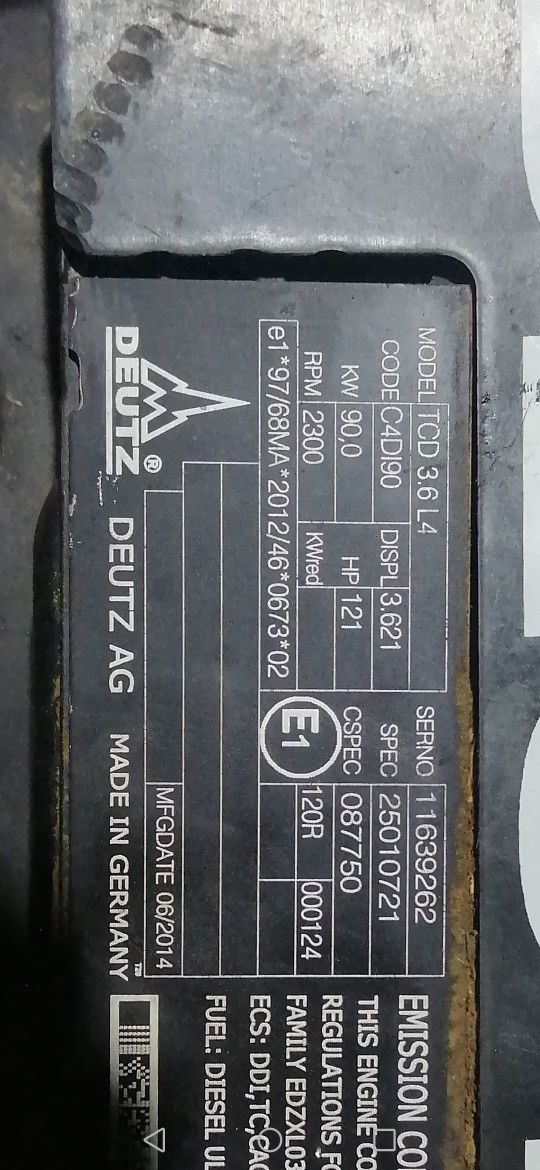 MODEL TCD 3.6 L4 SERNO 11639262
CODE C4DI90 DISPL 3.621 SPEC 25010721
KW 90,0 HP 121 CSPEC 087750
RPM 2300 KWred E1 120R 000124
e1*97/68MA*2012/46*0673*02
MFGDATE 06/2014
DEUTZ ® DEUTZ AG MADE IN GERMANY
EMISSION CO
THIS ENGINE CO
REGULATIONS FO
FAMILY EDZXL03
ECS: DDI,TC,CAC
FUEL: DIESEL UL